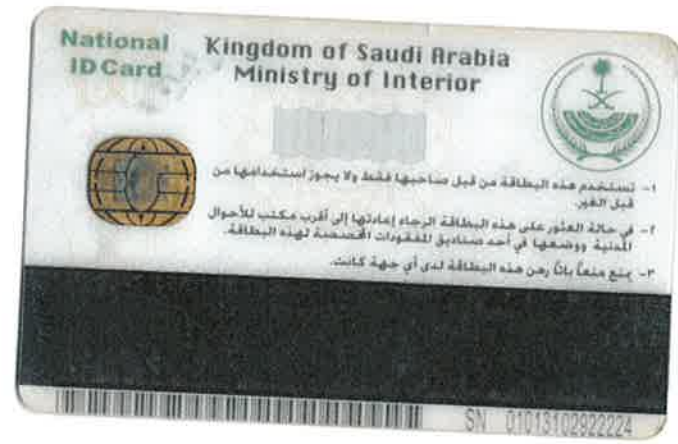 National
ID Card
Kingdom of Saudi Arabia
Ministry of Interior
١- تستخدم هذه البطاقة من قبل صاحبها فقط ولا يجوز استخدامها من
قبل الغير.
٢- في حالة العثور على هذه البطاقة الرجاء إعادتها إلى أقرب مكتب للأحوال
المدنية ووضعها في أحد صناديق المفقودات المخصصة لهذه البطاقة.
٣- يمنع منعاً باتاً رهن هذه البطاقة لدى أي جهة كانت.
SN 01013102922224